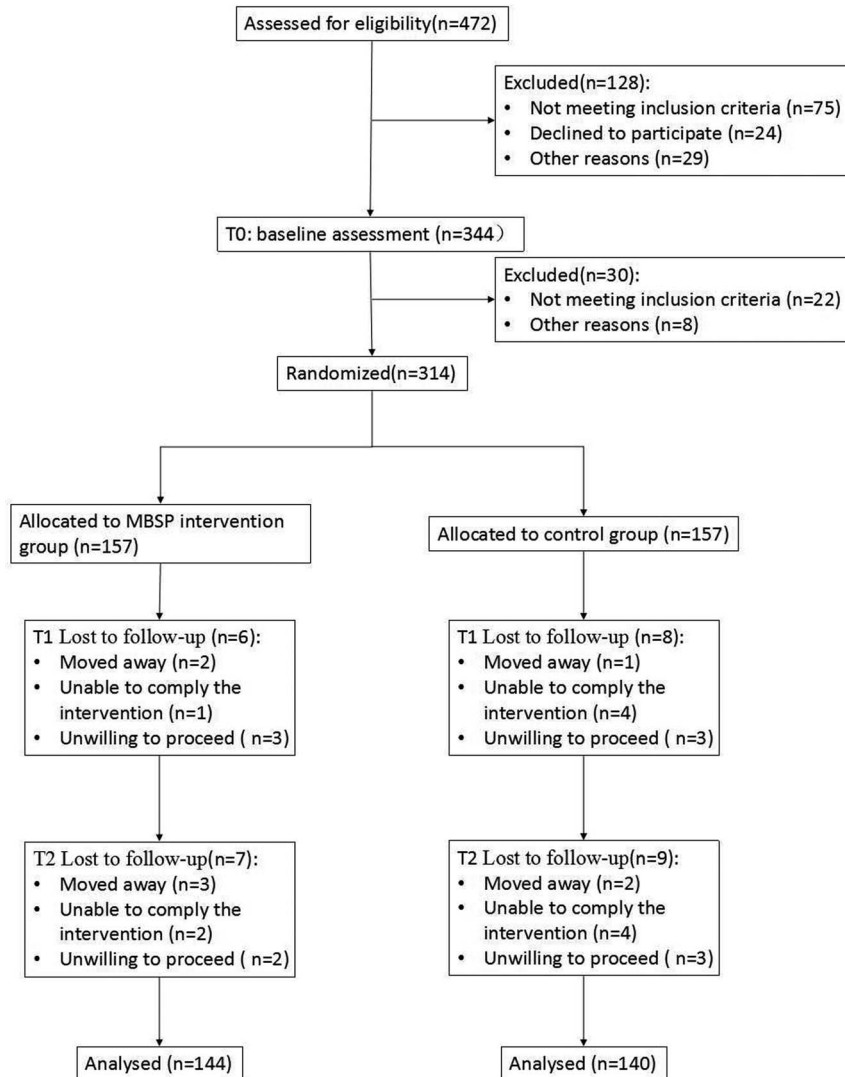 Assessed for eligibility(n=472)
Excluded(n=128):
• Not meeting inclusion criteria (n=75)
• Declined to participate (n=24)
• Other reasons (n=29)
T0: baseline assessment (n=344）
Excluded(n=30):
• Not meeting inclusion criteria (n=22)
• Other reasons (n=8)
Randomized(n=314)
Allocated to MBSP intervention
group (n=157)
Allocated to control group (n=157)
T1 Lost to follow-up (n=6):
• Moved away (n=2)
• Unable to comply the
intervention (n=1)
• Unwilling to proceed ( n=3)
T1 Lost to follow-up (n=8):
• Moved away (n=1)
• Unable to comply the
intervention (n=4)
• Unwilling to proceed ( n=3)
T2 Lost to follow-up(n=7):
• Moved away (n=3)
• Unable to comply the
intervention (n=2)
• Unwilling to proceed ( n=2)
T2 Lost to follow-up(n=9):
• Moved away (n=2)
• Unable to comply the
intervention (n=4)
• Unwilling to proceed ( n=3)
Analysed (n=144)
Analysed (n=140)